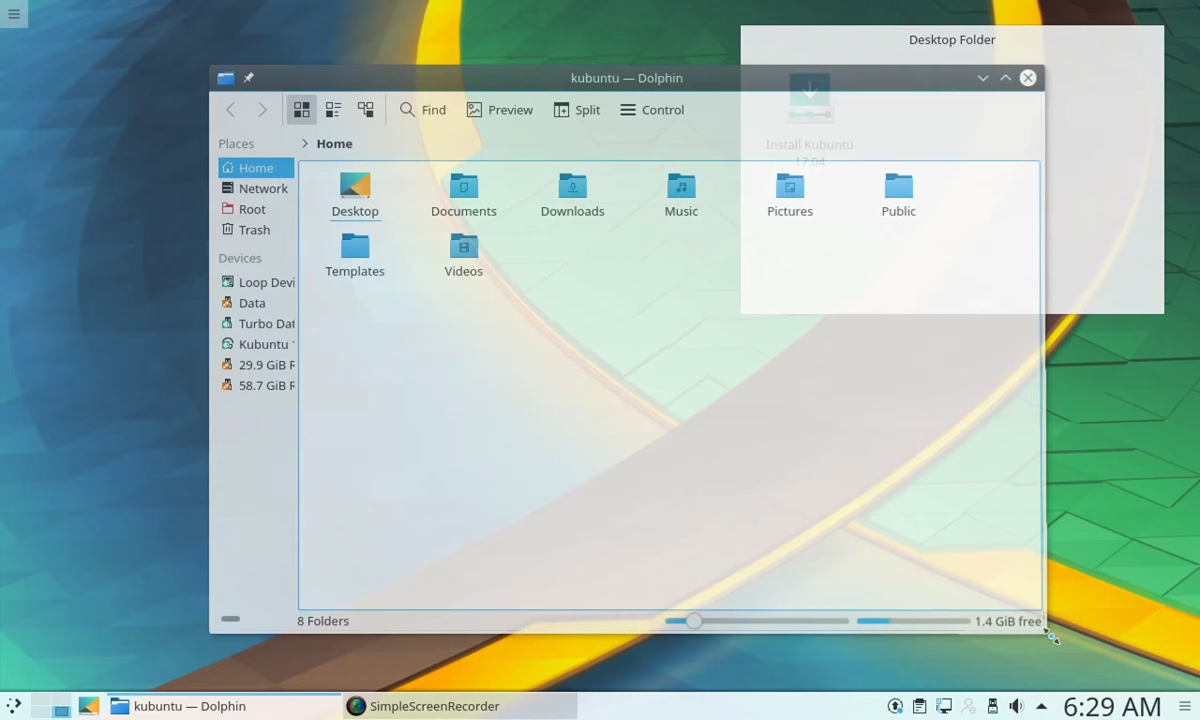 Desktop Folder
kubuntu — Dolphin
Find Preview Split Control
Install Kubuntu
17.04
Places
Home
Home
Network
Root
Trash
Devices
Loop Devi
Data
Turbo Dat
Kubuntu
29.9 GiB R
58.7 GiB R
Desktop Documents Downloads Music Pictures Public
Templates Videos
8 Folders
1.4 GiB free
kubuntu — Dolphin
SimpleScreenRecorder
6:29 AM